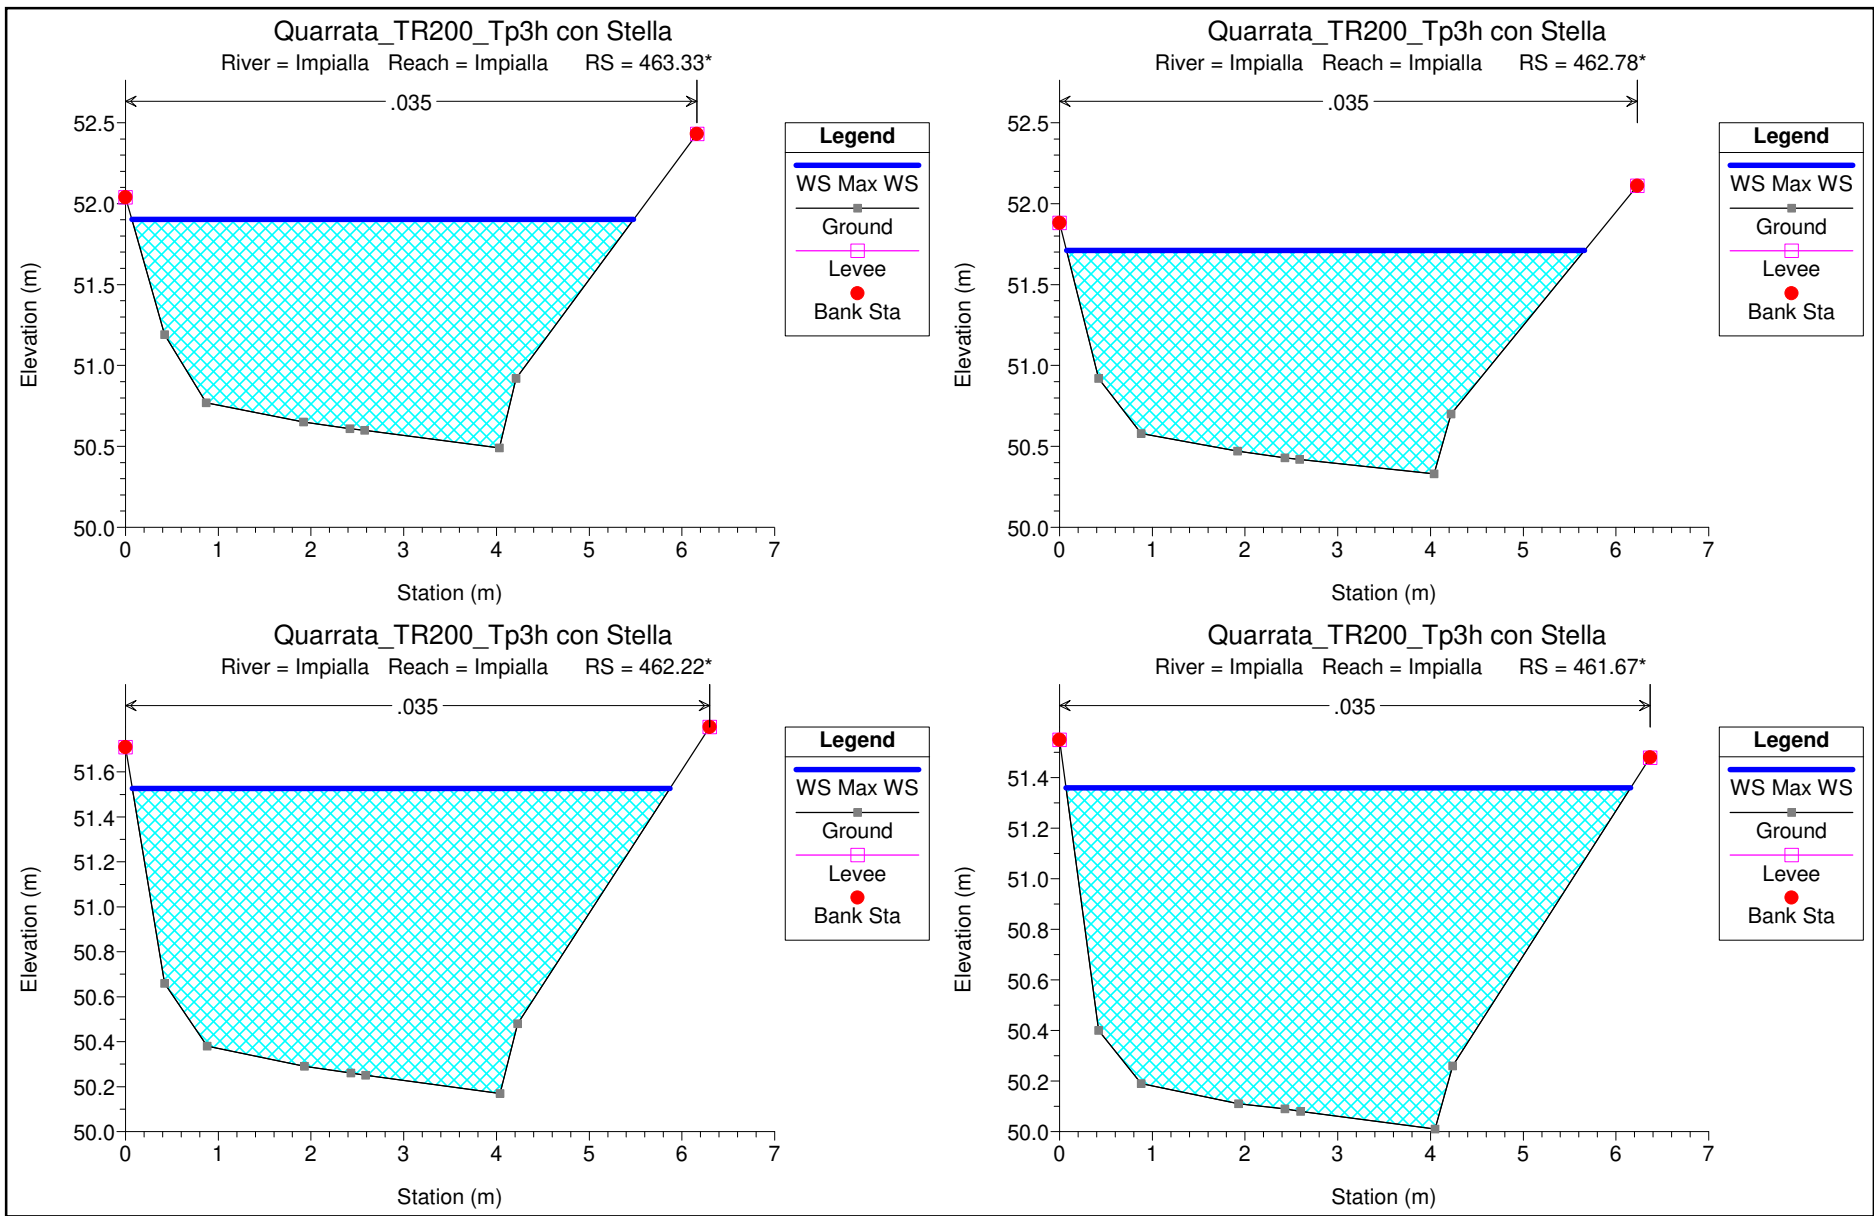 Quarrata_TR200_Tp3h con Stella
River = Impialla Reach = Impialla RS = 463.33*
.035
52.5
52.0
51.5
51.0
50.5
50.0
Elevation (m)
0 1 2 3 4 5 6 7
Station (m)
Legend
WS Max WS
Ground
Levee
Bank Sta
Quarrata_TR200_Tp3h con Stella
River = Impialla Reach = Impialla RS = 462.78*
.035
52.5
52.0
51.5
51.0
50.5
50.0
Elevation (m)
0 1 2 3 4 5 6 7
Station (m)
Legend
WS Max WS
Ground
Levee
Bank Sta
Quarrata_TR200_Tp3h con Stella
River = Impialla Reach = Impialla RS = 462.22*
.035
51.6
51.4
51.2
51.0
50.8
50.6
50.4
50.2
50.0
Elevation (m)
0 1 2 3 4 5 6 7
Station (m)
Legend
WS Max WS
Ground
Levee
Bank Sta
Quarrata_TR200_Tp3h con Stella
River = Impialla Reach = Impialla RS = 461.67*
.035
51.4
51.2
51.0
50.8
50.6
50.4
50.2
50.0
Elevation (m)
0 1 2 3 4 5 6 7
Station (m)
Legend
WS Max WS
Ground
Levee
Bank Sta